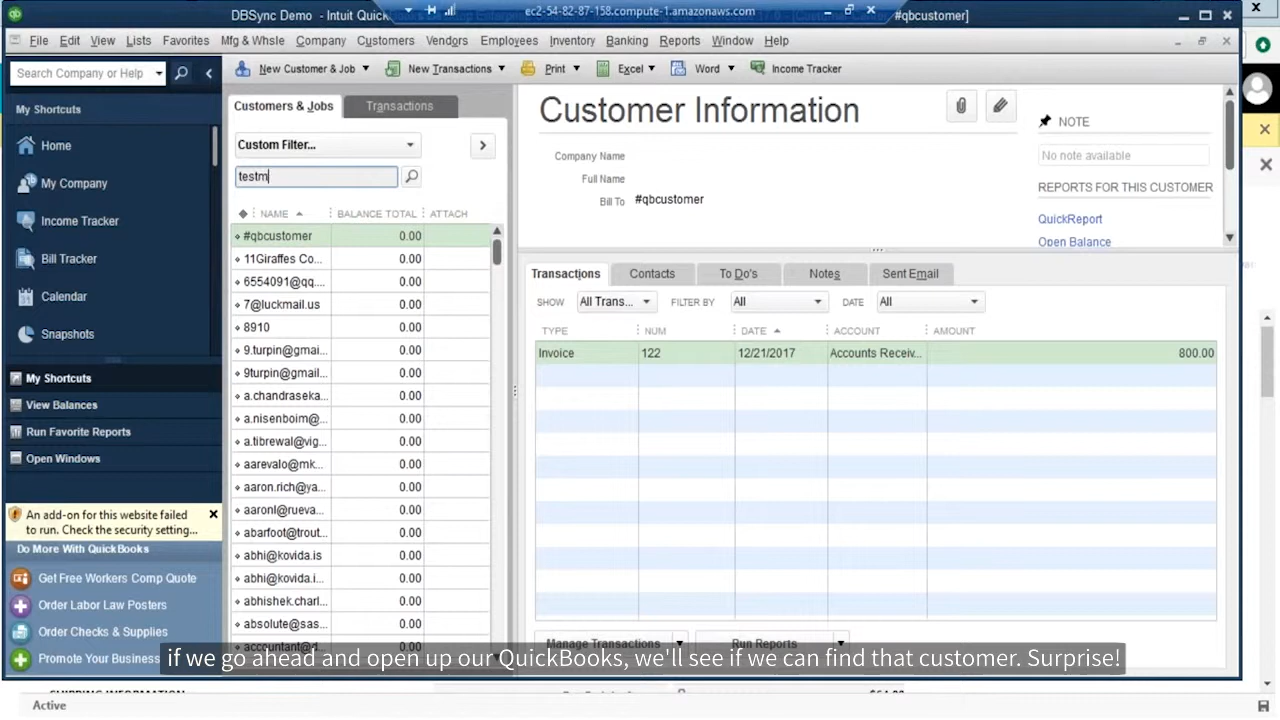 DBSync Demo - Intuit Quick
ec2-54-82-87-158.compute-1.amazonaws.com
#qbcustomer]
File Edit View Lists Favorites Mfg & Whsle Company Customers Vendors Employees Inventory Banking Reports Window Help
Search Company or Help
New Customer & Job New Transactions Print Excel Word Income Tracker
My Shortcuts
Home
My Company
Income Tracker
Bill Tracker
Calendar
Snapshots
My Shortcuts
View Balances
Run Favorite Reports
Open Windows
An add-on for this website failed
to run. Check the security setting...
Do More With QuickBooks
Get Free Workers Comp Quote
Order Labor Law Posters
Order Checks & Supplies
Promote Your Business
Customers & Jobs Transactions
Custom Filter...
testm
NAME BALANCE TOTAL ATTACH
#qbcustomer 0.00
11Giraffes Co... 0.00
6554091@qq.... 0.00
7@luckmail.us 0.00
8910 0.00
9.turpin@gmai... 0.00
9turpin@gmail... 0.00
a.chandraseka... 0.00
a.nisenboim@... 0.00
a.tibrewal@vig... 0.00
aarevalo@mk... 0.00
aaron.rich@ya... 0.00
aaronl@rueva... 0.00
abarfoot@trout... 0.00
abhi@kovida.is 0.00
abhi@kovida.i... 0.00
abhishek.charl... 0.00
absolute@sas... 0.00
accountant@d... 0.00
Customer Information
Company Name
Full Name
Bill To #qbcustomer
NOTE
No note available
REPORTS FOR THIS CUSTOMER
QuickReport
Open Balance
Transactions Contacts To Do's Notes Sent Email
SHOW All Trans... FILTER BY All DATE All
TYPE NUM DATE ACCOUNT AMOUNT
Invoice 122 12/21/2017 Accounts Receiv... 800.00
Manage Transactions Run Reports
if we go ahead and open up our QuickBooks, we'll see if we can find that customer. Surprise!
SHIPPING INFORMATION
Active